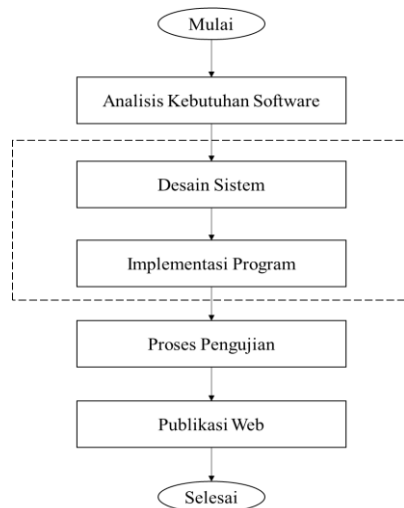 Mulai
Analisis Kebutuhan Software
Desain Sistem
Implementasi Program
Proses Pengujian
Publikasi Web
Selesai